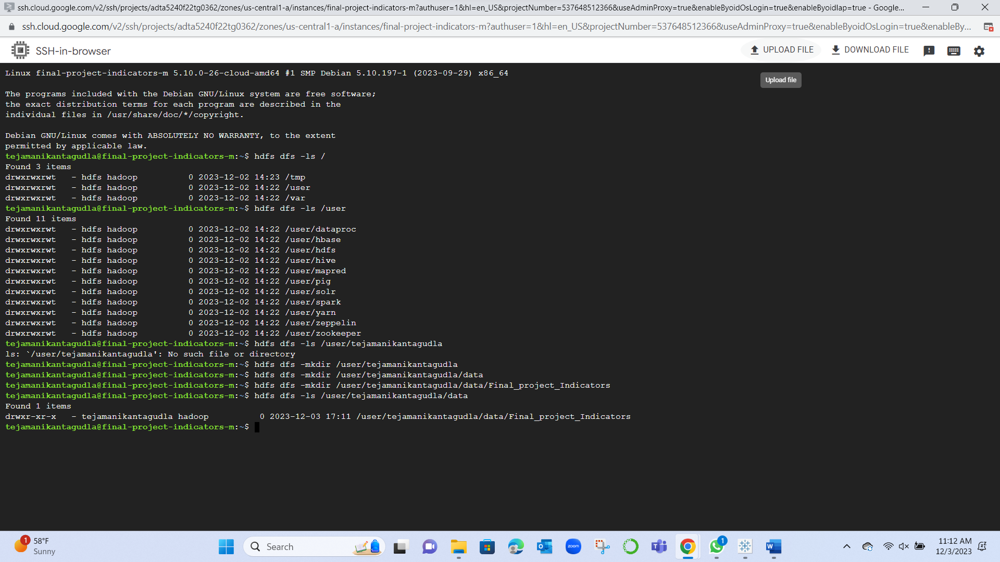 ssh.cloud.google.com/v2/ssh/projects/adta5240f22tg0362/zones/us-central1-a/instances/final-project-indicators-m?authuser=1&hl=en_US&projectNumber=537648512366&useAdminProxy=true&enableByoidOsLogin=true&enableByoidIap=true - Google...
ssh.cloud.google.com/v2/ssh/projects/adta5240f22tg0362/zones/us-central1-a/instances/final-project-indicators-m?authuser=1&hl=en_US&projectNumber=537648512366&useAdminProxy=true&enableByoidOsLogin=true&enableBy...
SSH-in-browser
UPLOAD FILE
DOWNLOAD FILE
Upload file
Linux final-project-indicators-m 5.10.0-26-cloud-amd64 #1 SMP Debian 5.10.197-1 (2023-09-29) x86_64
The programs included with the Debian GNU/Linux system are free software;
the exact distribution terms for each program are described in the
individual files in /usr/share/doc/*/copyright.
Debian GNU/Linux comes with ABSOLUTELY NO WARRANTY, to the extent
permitted by applicable law.
tejamanikantagudla@final-project-indicators-m:~$ hdfs dfs -ls /
Found 3 items
drwxrwxrwt   - hdfs hadoop          0 2023-12-02 14:23 /tmp
drwxrwxrwt   - hdfs hadoop          0 2023-12-02 14:22 /user
drwxrwxrwt   - hdfs hadoop          0 2023-12-02 14:22 /var
tejamanikantagudla@final-project-indicators-m:~$ hdfs dfs -ls /user
Found 11 items
drwxrwxrwt   - hdfs hadoop          0 2023-12-02 14:22 /user/dataproc
drwxrwxrwt   - hdfs hadoop          0 2023-12-02 14:22 /user/hbase
drwxrwxrwt   - hdfs hadoop          0 2023-12-02 14:22 /user/hdfs
drwxrwxrwt   - hdfs hadoop          0 2023-12-02 14:22 /user/hive
drwxrwxrwt   - hdfs hadoop          0 2023-12-02 14:22 /user/mapred
drwxrwxrwt   - hdfs hadoop          0 2023-12-02 14:22 /user/pig
drwxrwxrwt   - hdfs hadoop          0 2023-12-02 14:22 /user/solr
drwxrwxrwt   - hdfs hadoop          0 2023-12-02 14:22 /user/spark
drwxrwxrwt   - hdfs hadoop          0 2023-12-02 14:22 /user/yarn
drwxrwxrwt   - hdfs hadoop          0 2023-12-02 14:22 /user/zeppelin
drwxrwxrwt   - hdfs hadoop          0 2023-12-02 14:22 /user/zookeeper
tejamanikantagudla@final-project-indicators-m:~$ hdfs dfs -ls /user/tejamanikantagudla
ls: `/user/tejamanikantagudla': No such file or directory
tejamanikantagudla@final-project-indicators-m:~$ hdfs dfs -mkdir /user/tejamanikantagudla
tejamanikantagudla@final-project-indicators-m:~$ hdfs dfs -mkdir /user/tejamanikantagudla/data
tejamanikantagudla@final-project-indicators-m:~$ hdfs dfs -mkdir /user/tejamanikantagudla/data/Final_project_Indicators
tejamanikantagudla@final-project-indicators-m:~$ hdfs dfs -ls /user/tejamanikantagudla/data
Found 1 items
drwxr-xr-x   - tejamanikantagudla hadoop          0 2023-12-03 17:11 /user/tejamanikantagudla/data/Final_project_Indicators
tejamanikantagudla@final-project-indicators-m:~$
1
58°F
Sunny
Search
zoom
1
11:12 AM
12/3/2023